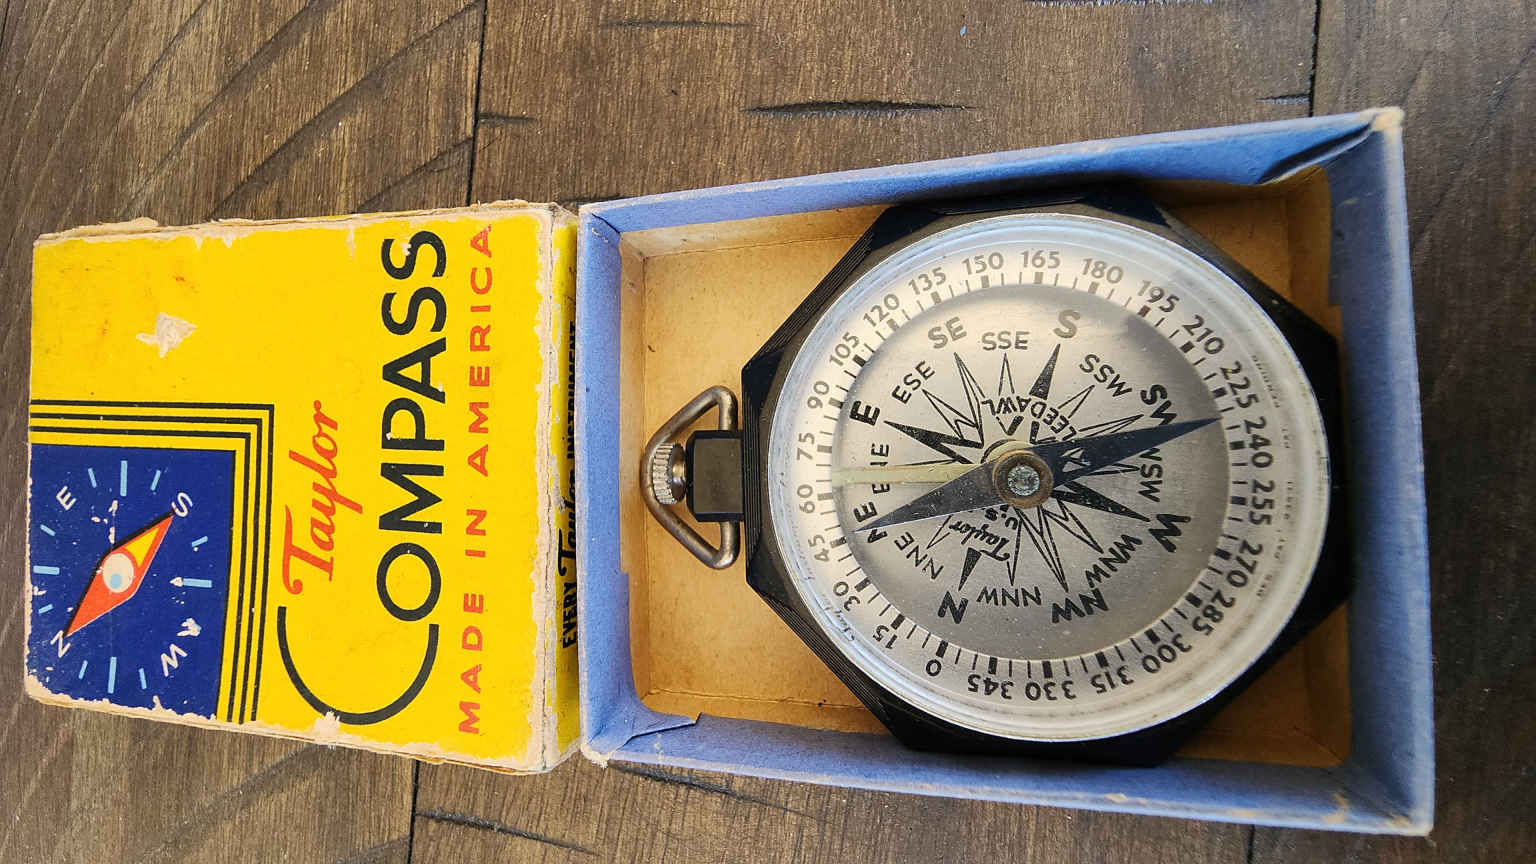 Taylor
COMPASS
MADE IN AMERICA
N
E
S
W
EVERY Taylor INSTRUMENT
0
15
30
45
60
75
90
105
120
135
150
165
180
195
210
225
240
255
270
285
300
315
330
345
N
NNE
NE
ENE
E
ESE
SE
SSE
S
SSW
SW
WSW
W
WNW
NW
NNW
LEEDAWL
Taylor
U.S.
PAT.